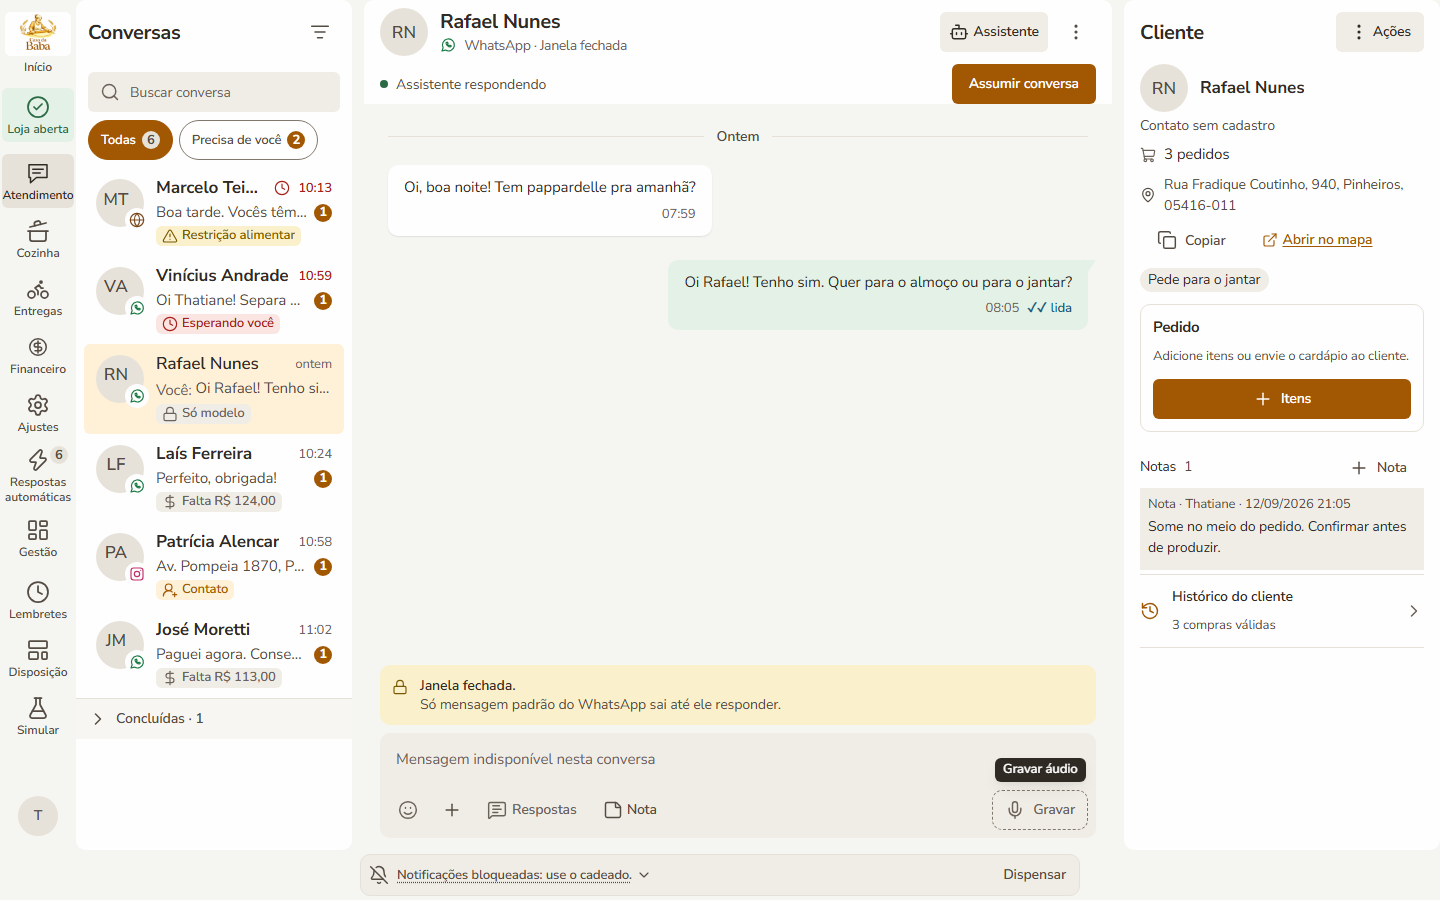 Casa da
Baba
Início
Loja aberta
Atendimento
Cozinha
Entregas
Financeiro
Ajustes
6
Respostas
automáticas
Gestão
Lembretes
Disposição
Simular
T
Conversas
Buscar conversa
Todas 6
Precisa de você 2
MT
Marcelo Tei... 10:13
Boa tarde. Vocês têm... 1
Restrição alimentar
VA
Vinícius Andrade 10:59
Oi Thatiane! Separa ... 1
Esperando você
RN
Rafael Nunes ontem
Você: Oi Rafael! Tenho si...
Só modelo
LF
Laís Ferreira 10:24
Perfeito, obrigada! 1
Falta R$ 124,00
PA
Patrícia Alencar 10:58
Av. Pompeia 1870, P... 1
Contato
JM
José Moretti 11:02
Paguei agora. Conse... 1
Falta R$ 113,00
Concluídas · 1
RN
Rafael Nunes
WhatsApp · Janela fechada
Assistente
Assistente respondendo
Assumir conversa
Ontem
Oi, boa noite! Tem pappardelle pra amanhã?
07:59
Oi Rafael! Tenho sim. Quer para o almoço ou para o jantar?
08:05 lida
Janela fechada.
Só mensagem padrão do WhatsApp sai até ele responder.
Mensagem indisponível nesta conversa
Gravar áudio
Respostas
Nota
Gravar
Notificações bloqueadas: use o cadeado.
Dispensar
Cliente
Ações
RN
Rafael Nunes
Contato sem cadastro
3 pedidos
Rua Fradique Coutinho, 940, Pinheiros,
05416-011
Copiar
Abrir no mapa
Pede para o jantar
Pedido
Adicione itens ou envie o cardápio ao cliente.
Itens
Notas 1
Nota
Nota · Thatiane · 12/09/2026 21:05
Some no meio do pedido. Confirmar antes
de produzir.
Histórico do cliente
3 compras válidas